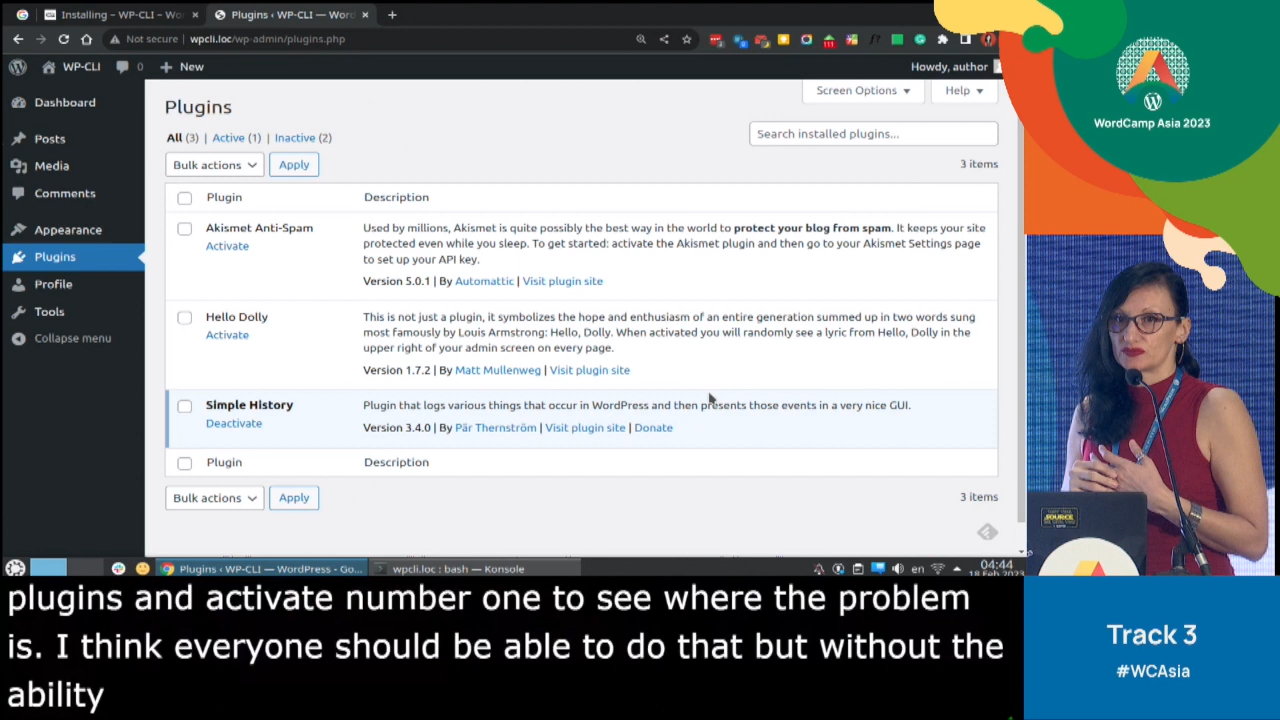 Installing – WP-CLI – Wo
Plugins ‹ WP-CLI — Word
Not secure | wpcli.loc/wp-admin/plugins.php
WP-CLI
0
New
Howdy, author
Dashboard
Posts
Media
Comments
Appearance
Plugins
Profile
Tools
Collapse menu
Screen Options
Help
Plugins
All (3) | Active (1) | Inactive (2)
Search installed plugins...
Bulk actions
Apply
3 items
Plugin
Description
Akismet Anti-Spam
Activate
Used by millions, Akismet is quite possibly the best way in the world to protect your blog from spam. It keeps your site
protected even while you sleep. To get started: activate the Akismet plugin and then go to your Akismet Settings page
to set up your API key.
Version 5.0.1 | By Automattic | Visit plugin site
Hello Dolly
Activate
This is not just a plugin, it symbolizes the hope and enthusiasm of an entire generation summed up in two words sung
most famously by Louis Armstrong: Hello, Dolly. When activated you will randomly see a lyric from Hello, Dolly in the
upper right of your admin screen on every page.
Version 1.7.2 | By Matt Mullenweg | Visit plugin site
Simple History
Deactivate
Plugin that logs various things that occur in WordPress and then presents those events in a very nice GUI.
Version 3.4.0 | By Pär Thernström | Visit plugin site | Donate
Plugin
Description
Bulk actions
Apply
3 items
Plugins ‹ WP-CLI — WordPress - Go...
wpcli.loc : bash — Konsole
en
04:44
18 Feb 2023
plugins and activate number one to see where the problem
is. I think everyone should be able to do that but without the
ability
WordCamp Asia 2023
SOURCE
Track 3
#WCAsia